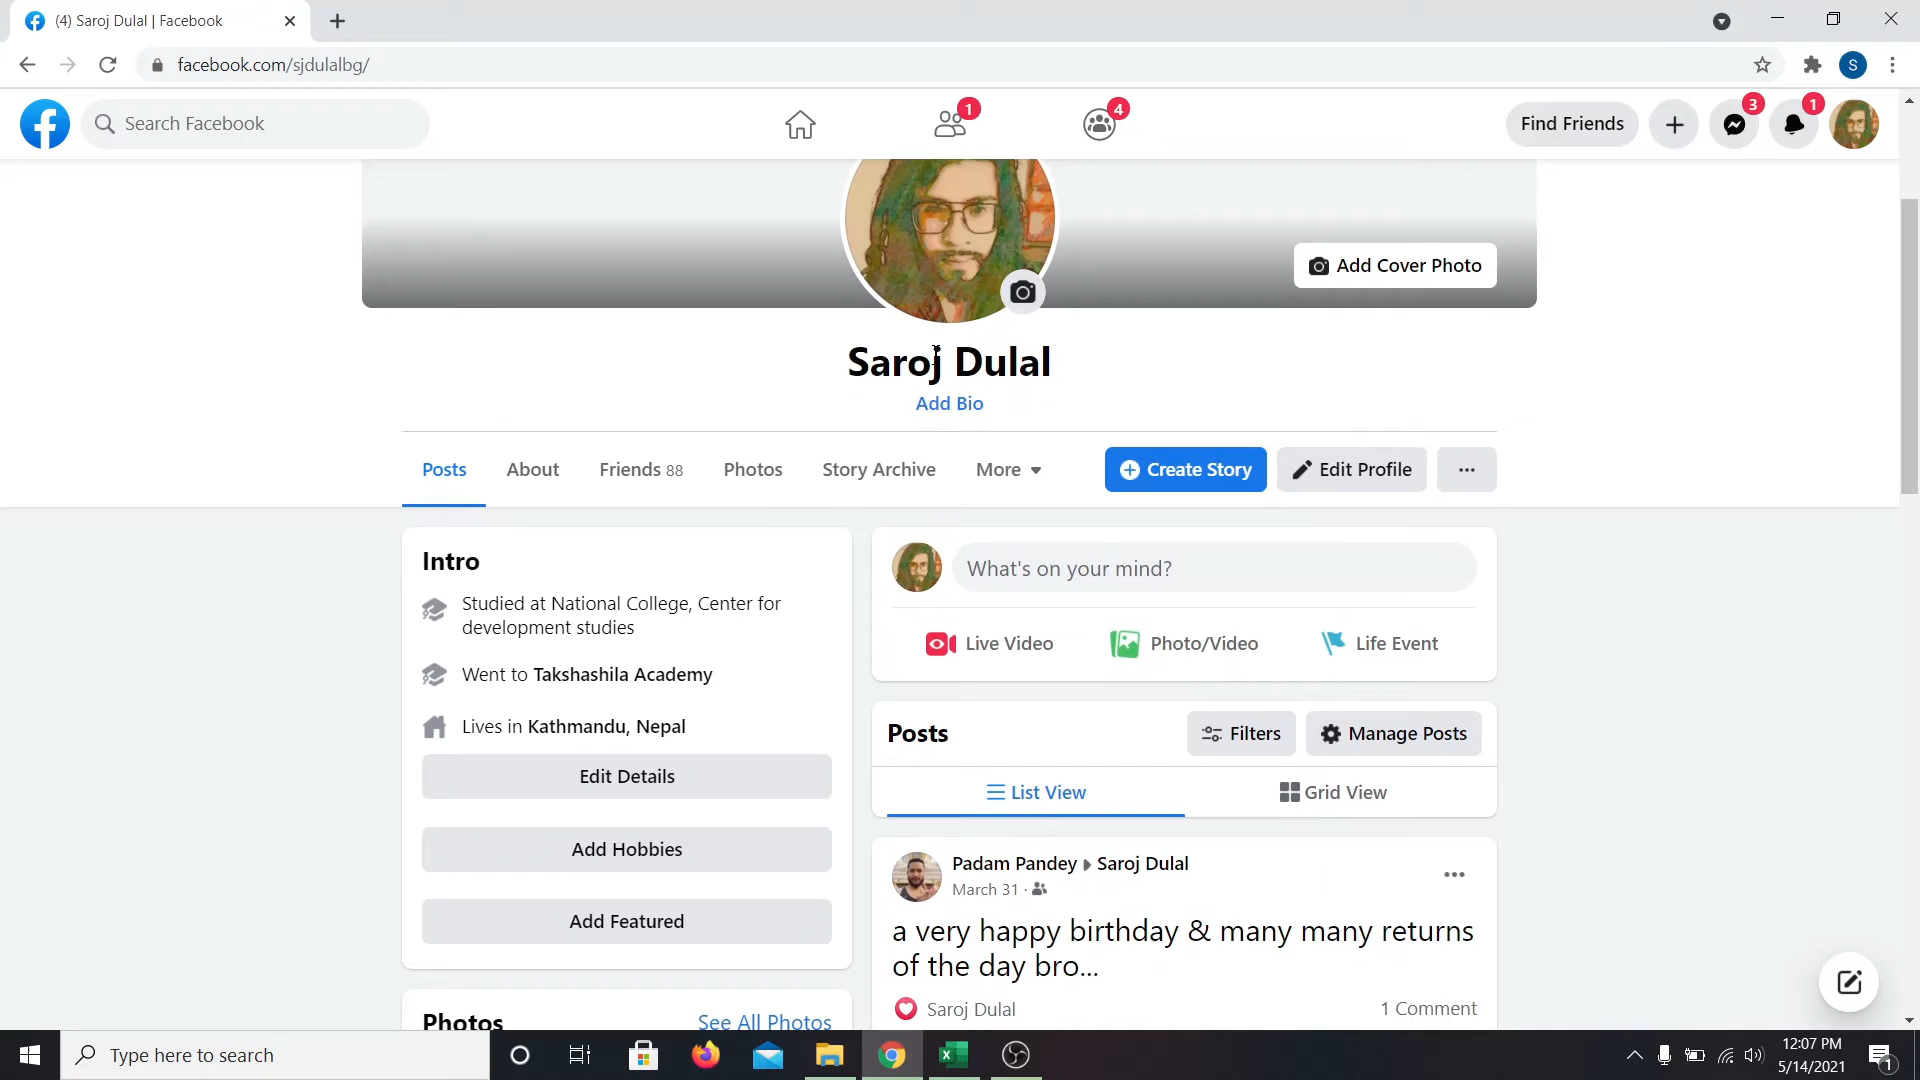 (4) Saroj Dulal | Facebook
facebook.com/sjdulalbg/
S
Search Facebook
1
4
Find Friends
3
1
Add Cover Photo
Saroj Dulal
Add Bio
Posts
About
Friends 88
Photos
Story Archive
More
Create Story
Edit Profile
Intro
Studied at National College, Center for
development studies
Went to Takshashila Academy
Lives in Kathmandu, Nepal
Edit Details
Add Hobbies
Add Featured
Photos
See All Photos
What's on your mind?
Live Video
Photo/Video
Life Event
Posts
Filters
Manage Posts
List View
Grid View
Padam Pandey Saroj Dulal
March 31 ·
a very happy birthday & many many returns
of the day bro...
Saroj Dulal
1 Comment
Type here to search
12:07 PM
5/14/2021
1